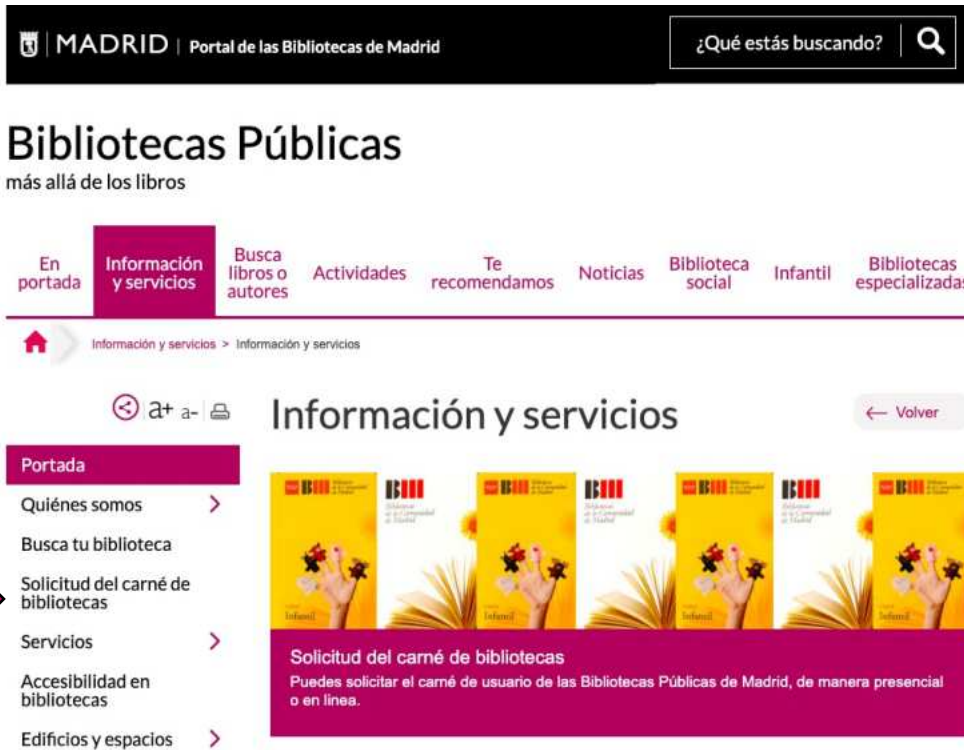 MADRID | Portal de las Bibliotecas de Madrid
¿Qué estás buscando?
Bibliotecas Públicas
más allá de los libros
En portada
Información y servicios
Busca libros o autores
Actividades
Te recomendamos
Noticias
Biblioteca social
Infantil
Bibliotecas especializadas
Información y servicios > Información y servicios
a+ a-
Información y servicios
← Volver
Portada
Quiénes somos
Busca tu biblioteca
Solicitud del carné de
bibliotecas
Servicios
Accesibilidad en
bibliotecas
Edificios y espacios
Infantil
Infantil
Infantil
Infantil
Solicitud del carné de bibliotecas
Puedes solicitar el carné de usuario de las Bibliotecas Públicas de Madrid, de manera presencial
o en línea.